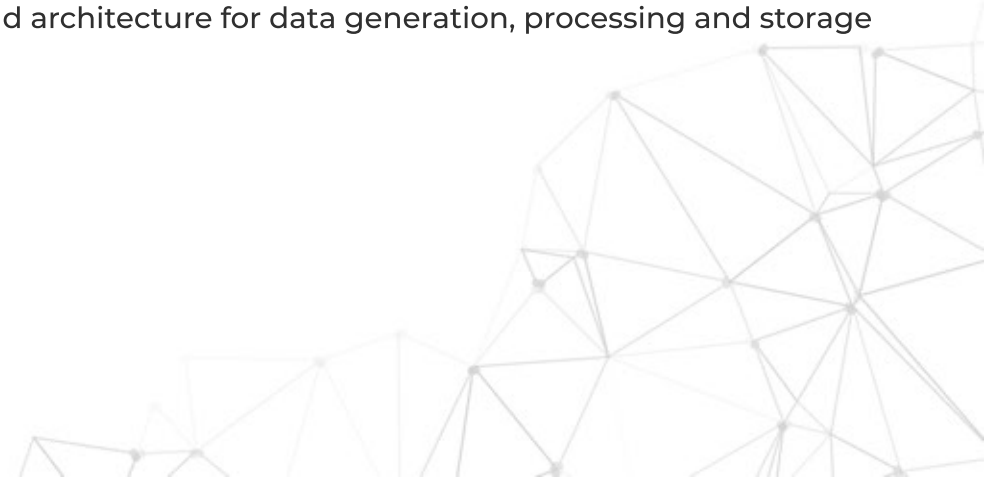 d architecture for data generation, processing and storage